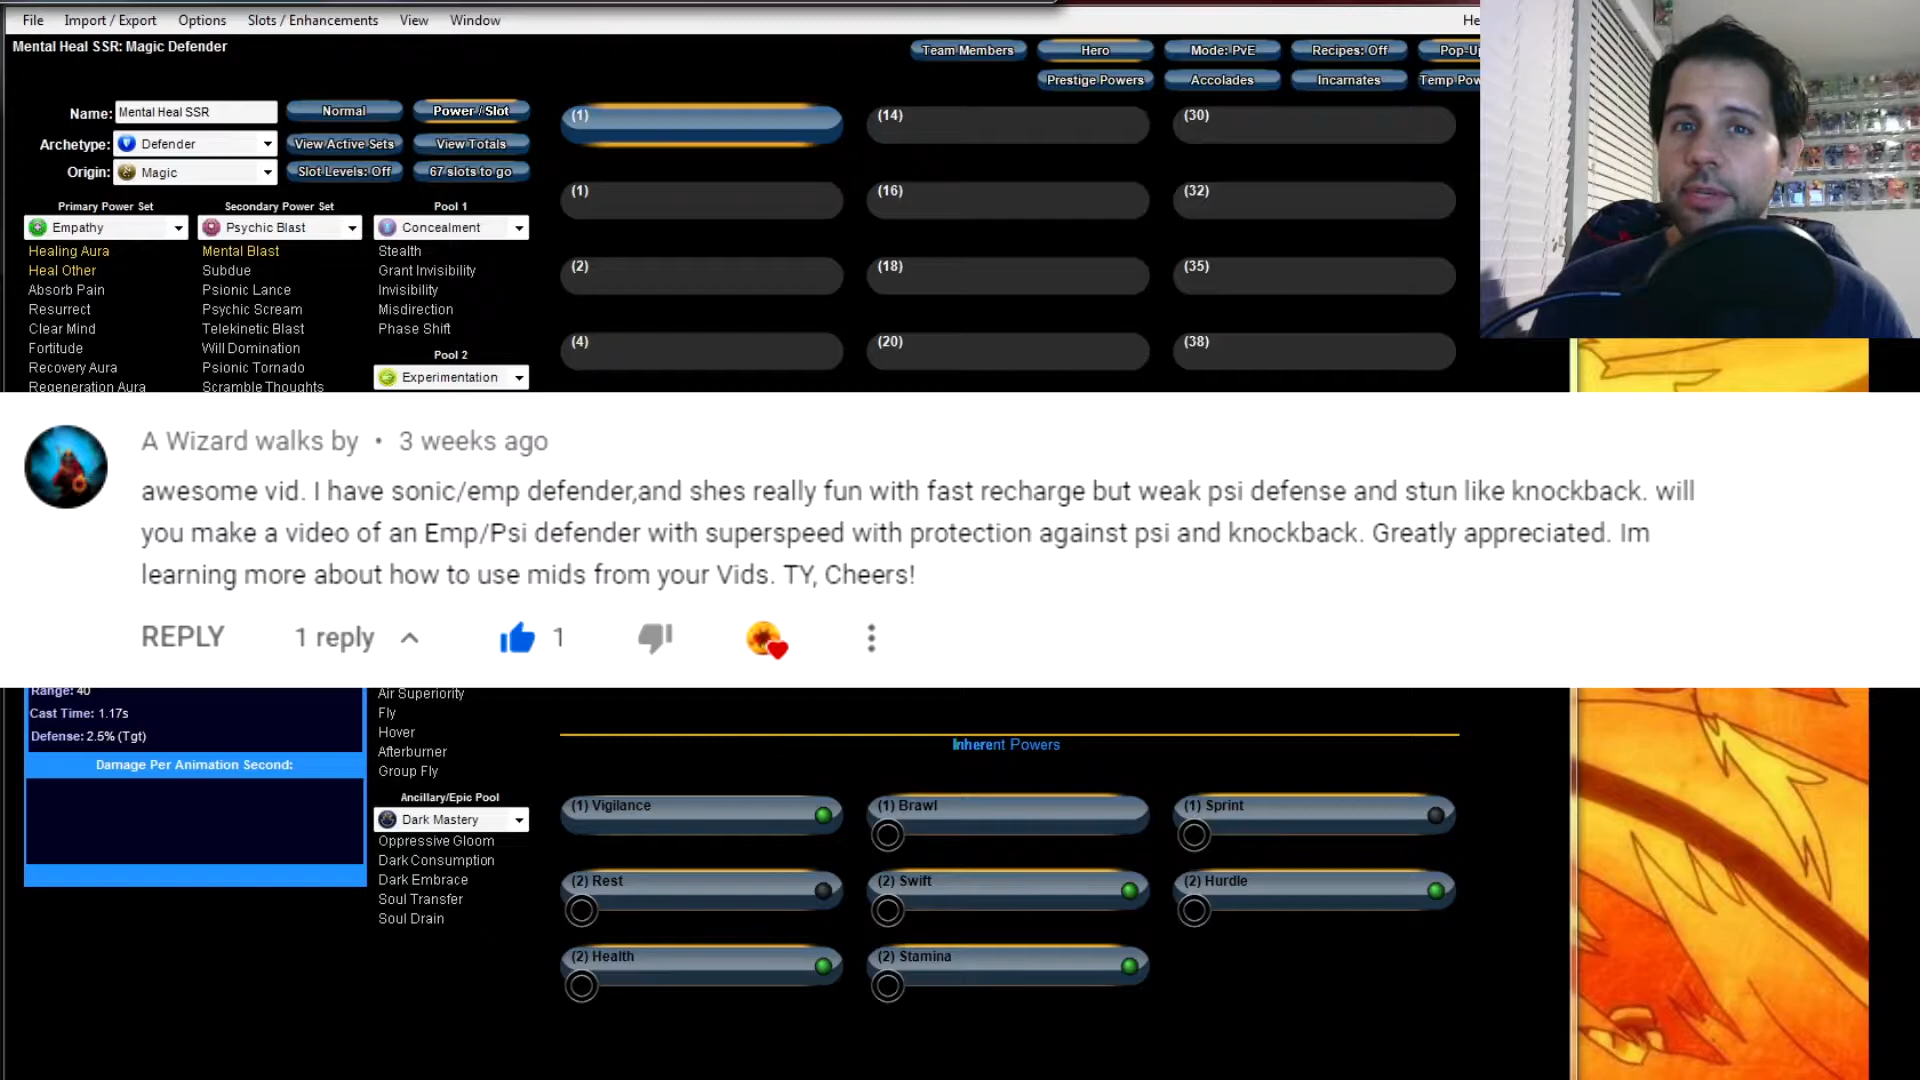 File Import / Export Options Slots / Enhancements View Window He
Mental Heal SSR: Magic Defender
Team Members Hero Mode: PvE Recipes: Off Pop-Up
Prestige Powers Accolades Incarnates Temp Pow
Name: Mental Heal SSR Normal Power / Slot
Archetype: Defender View Active Sets View Totals
Origin: Magic Slot Levels: Off 67 slots to go
Primary Power Set Secondary Power Set Pool 1
Empathy Psychic Blast Concealment
Healing Aura Mental Blast Stealth
Heal Other Subdue Grant Invisibility
Absorb Pain Psionic Lance Invisibility
Resurrect Psychic Scream Misdirection
Clear Mind Telekinetic Blast Phase Shift
Fortitude Will Domination Pool 2
Recovery Aura Psionic Tornado Experimentation
Regeneration Aura Scramble Thoughts
(1) (14) (30)
(1) (16) (32)
(2) (18) (35)
(4) (20) (38)
A Wizard walks by • 3 weeks ago
awesome vid. I have sonic/emp defender,and shes really fun with fast recharge but weak psi defense and stun like knockback. will
you make a video of an Emp/Psi defender with superspeed with protection against psi and knockback. Greatly appreciated. Im
learning more about how to use mids from your Vids. TY, Cheers!
REPLY 1 reply 1
Range: 40
Cast Time: 1.17s
Defense: 2.5% (Tgt)
Damage Per Animation Second:
Air Superiority
Fly
Hover
Afterburner
Group Fly
Ancillary/Epic Pool
Dark Mastery
Oppressive Gloom
Dark Consumption
Dark Embrace
Soul Transfer
Soul Drain
Inherent Powers
(1) Vigilance (1) Brawl (1) Sprint
(2) Rest (2) Swift (2) Hurdle
(2) Health (2) Stamina